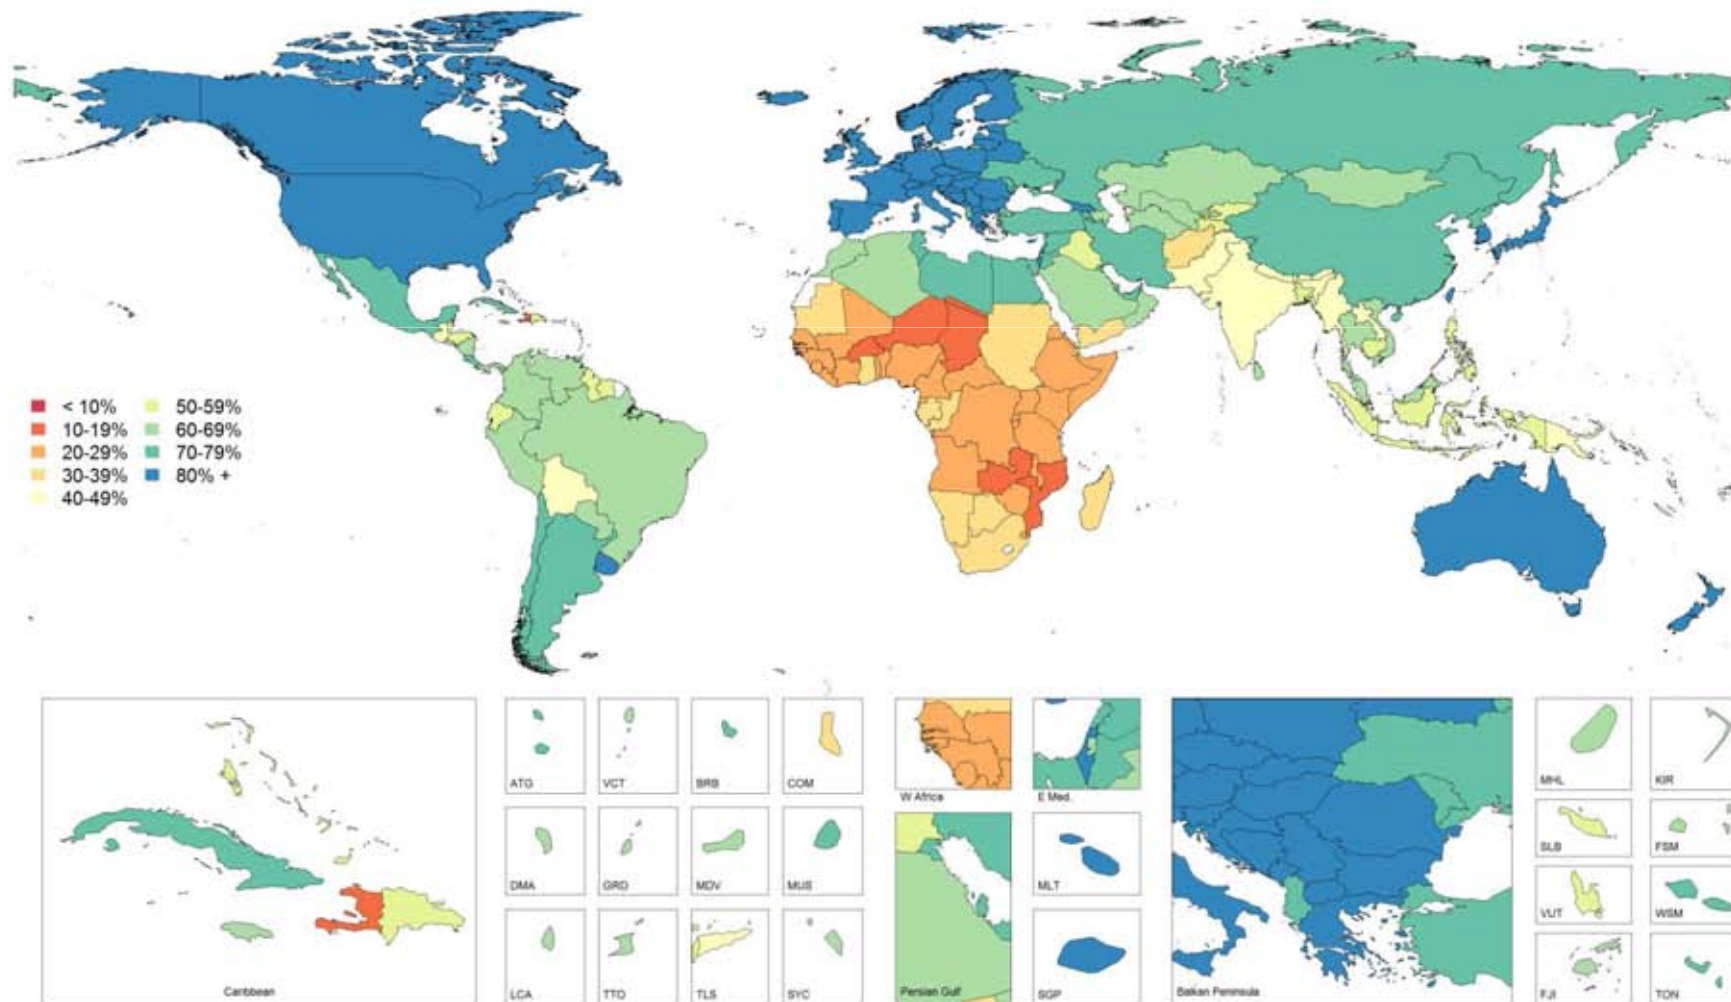 < 10%
10-19%
20-29%
30-39%
40-49%
50-59%
60-69%
70-79%
80% +
Caribbean
ATG
VCT
BRB
COM
DMA
GRD
MDV
MUS
LCA
TTO
TLS
SYC
W Africa
E Med.
Persian Gulf
MLT
SGP
Balkan Peninsula
MHL
KIR
SLB
FSM
VUT
WSM
FJI
TON